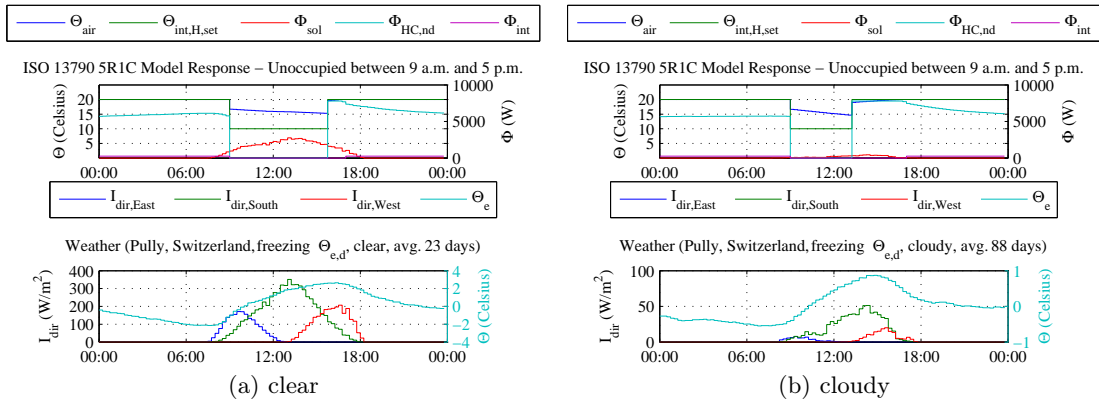 Θair Θint,H,set Φsol ΦHC,nd Φint
ISO 13790 5R1C Model Response – Unoccupied between 9 a.m. and 5 p.m.
Θ (Celsius)
20
15
10
5
10000
5000
0
Φ (W)
00:00 06:00 12:00 18:00 00:00
Idir,East Idir,South Idir,West Θe
Weather (Pully, Switzerland, freezing Θe,d, clear, avg. 23 days)
Idir (W/m²)
400
300
200
100
0
4
2
0
−2
−4
Θ (Celsius)
00:00 06:00 12:00 18:00 00:00
(a) clear
Θair Θint,H,set Φsol ΦHC,nd Φint
ISO 13790 5R1C Model Response – Unoccupied between 9 a.m. and 5 p.m.
Θ (Celsius)
20
15
10
5
10000
5000
0
Φ (W)
00:00 06:00 12:00 18:00 00:00
Idir,East Idir,South Idir,West Θe
Weather (Pully, Switzerland, freezing Θe,d, cloudy, avg. 88 days)
Idir (W/m²)
100
50
0
1
0
−1
Θ (Celsius)
00:00 06:00 12:00 18:00 00:00
(b) cloudy